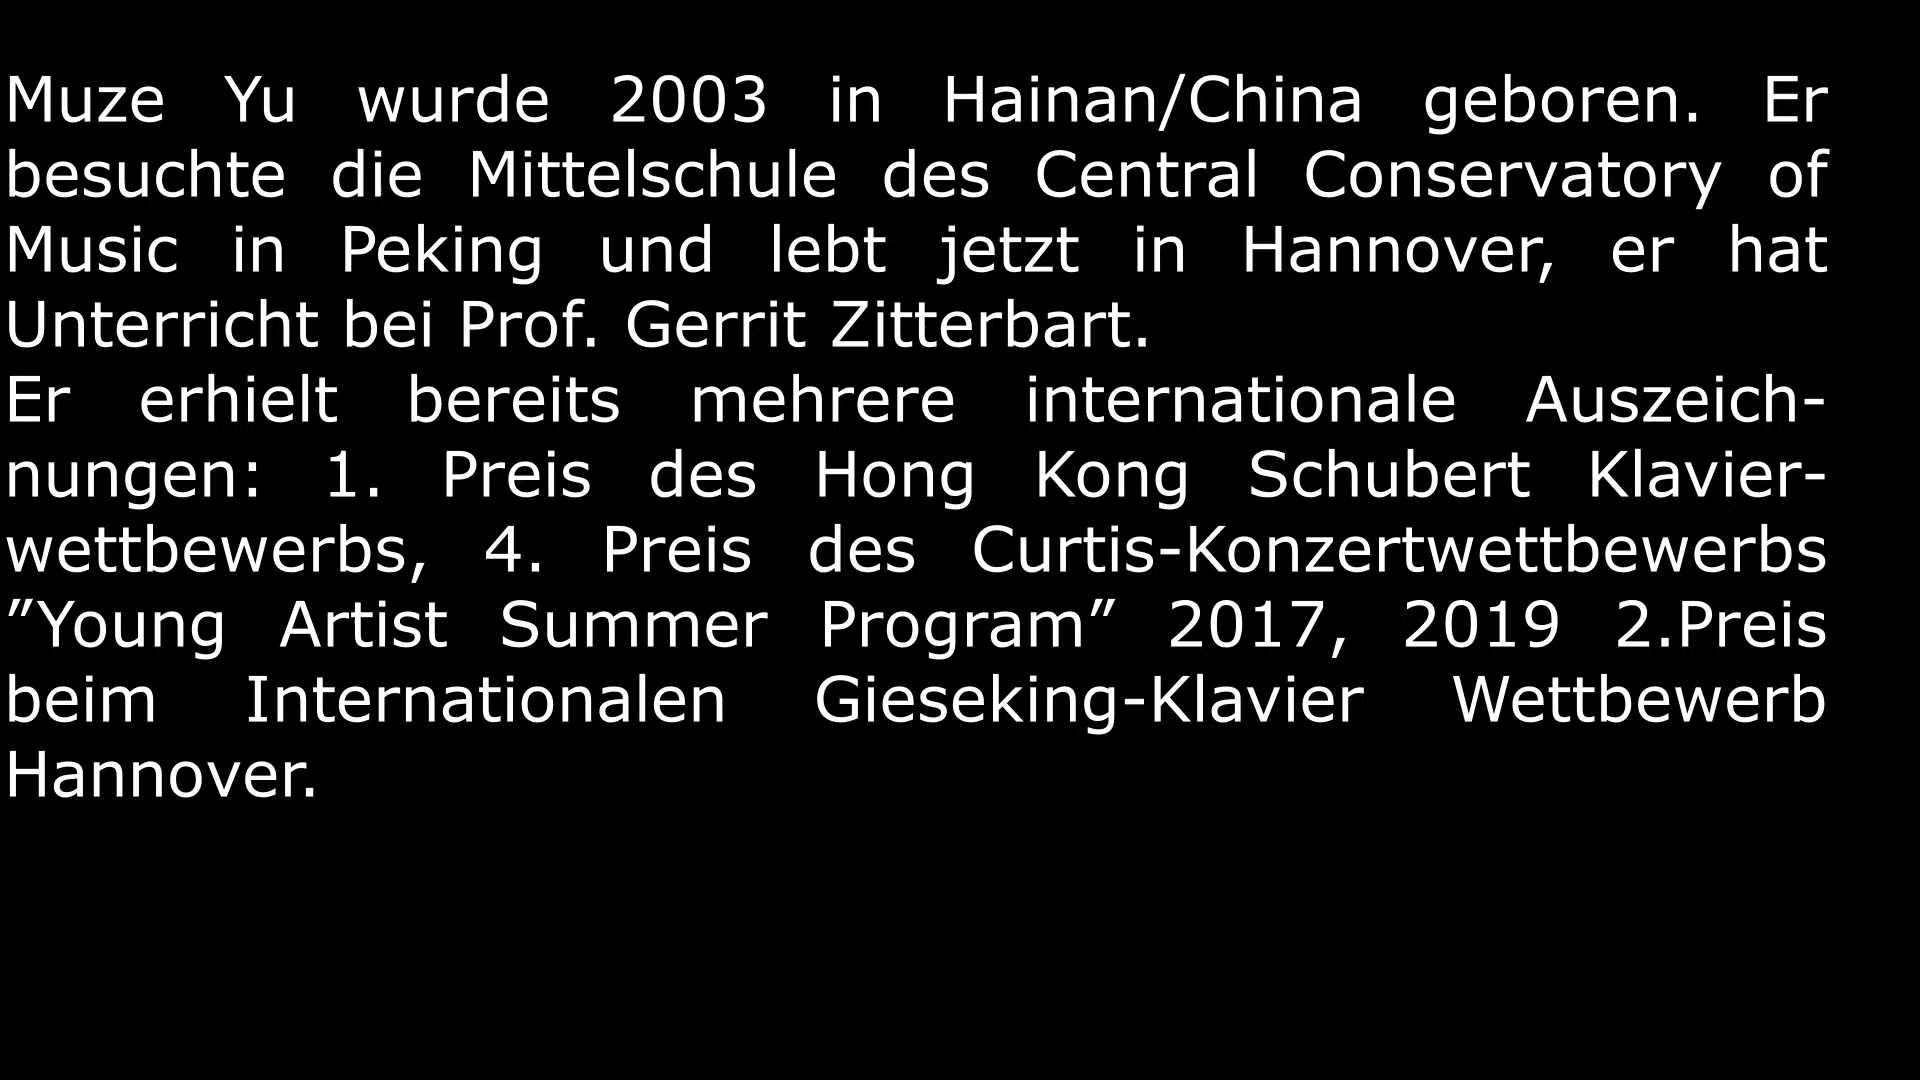 Muze Yu wurde 2003 in Hainan/China geboren. Er
besuchte die Mittelschule des Central Conservatory of
Music in Peking und lebt jetzt in Hannover, er hat
Unterricht bei Prof. Gerrit Zitterbart.
Er erhielt bereits mehrere internationale Auszeich-
nungen: 1. Preis des Hong Kong Schubert Klavier-
wettbewerbs, 4. Preis des Curtis-Konzertwettbewerbs
”Young Artist Summer Program” 2017, 2019 2.Preis
beim Internationalen Gieseking-Klavier Wettbewerb
Hannover.